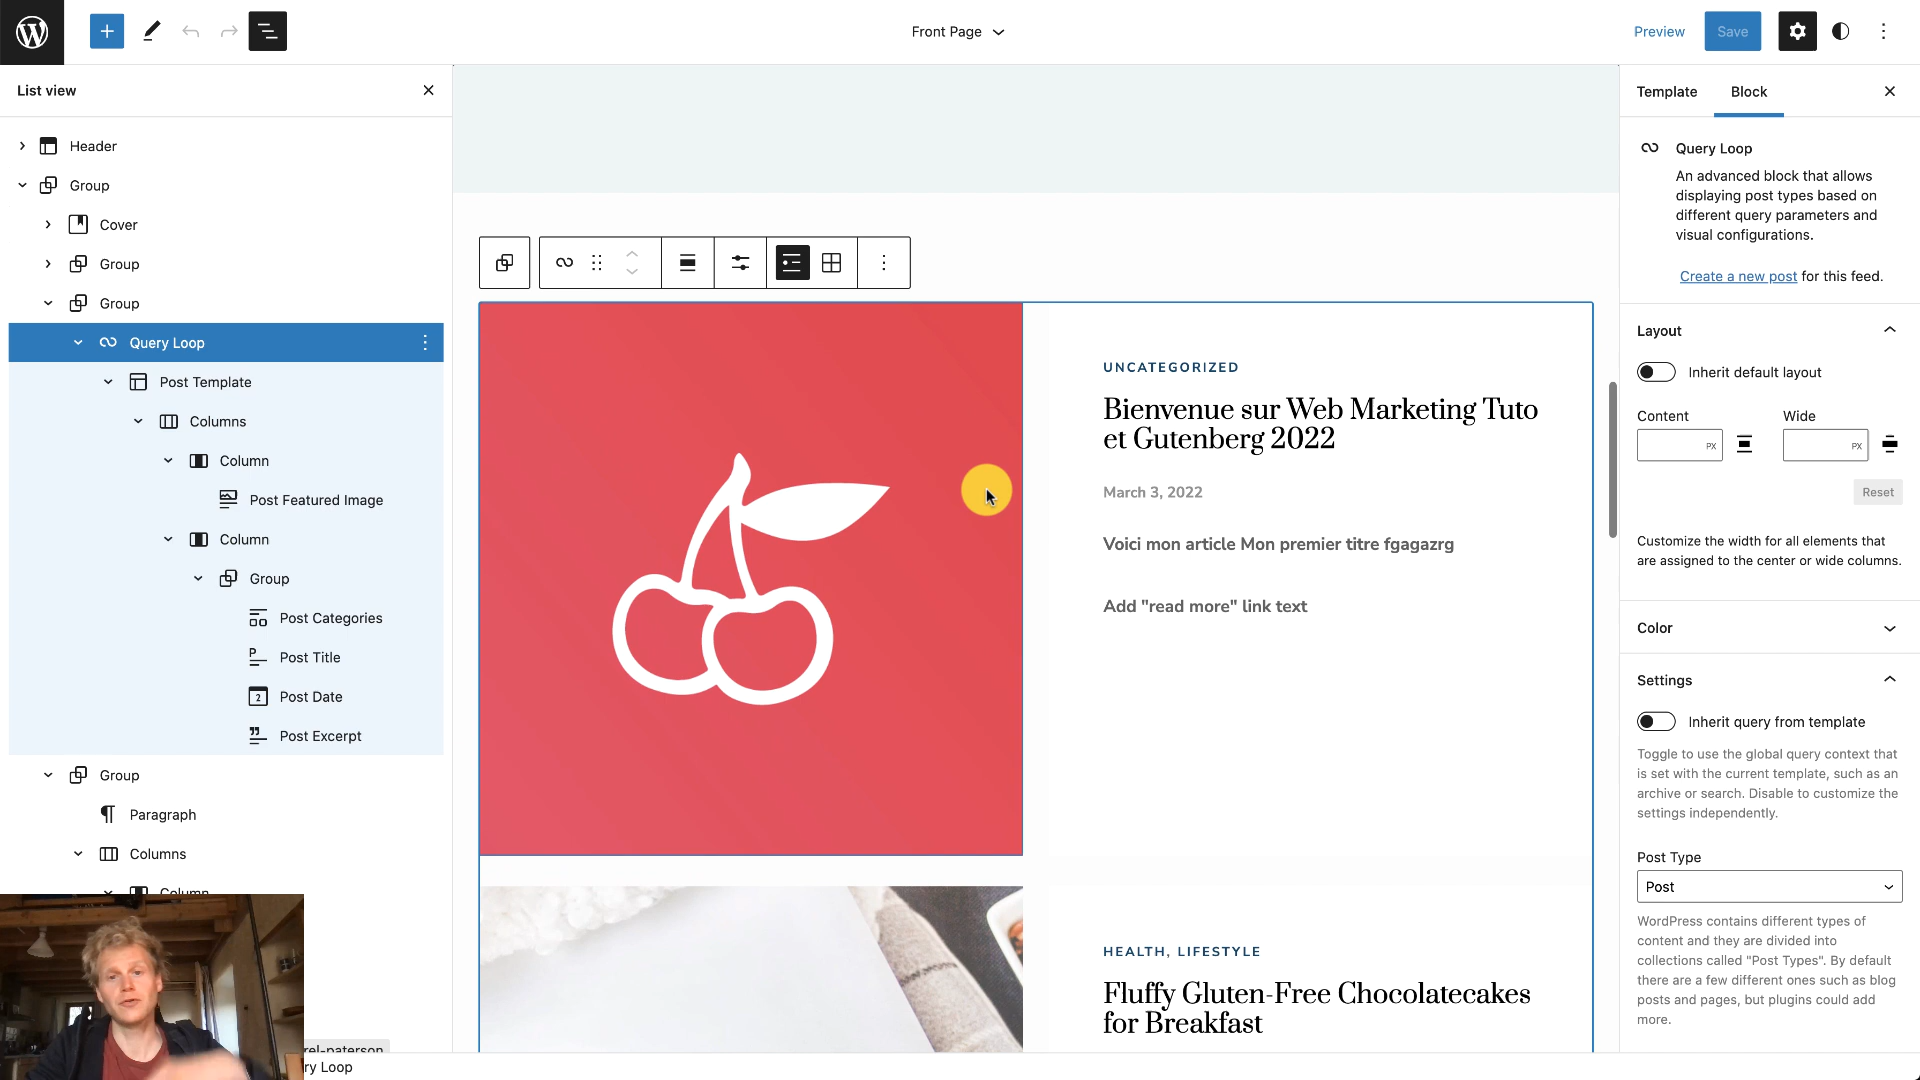 Front Page
Preview
Save
List view
Header
Group
Cover
Group
Group
Query Loop
Post Template
Columns
Column
Post Featured Image
Column
Group
Post Categories
Post Title
2
Post Date
Post Excerpt
Group
Paragraph
Columns
Column
rel-paterson
ry Loop
UNCATEGORIZED
Bienvenue sur Web Marketing Tuto
et Gutenberg 2022
March 3, 2022
Voici mon article Mon premier titre fgagazrg
Add "read more" link text
HEALTH, LIFESTYLE
Fluffy Gluten-Free Chocolatecakes
for Breakfast
Template
Block
Query Loop
An advanced block that allows
displaying post types based on
different query parameters and
visual configurations.
Create a new post for this feed.
Layout
Inherit default layout
Content
Wide
PX
PX
Reset
Customize the width for all elements that
are assigned to the center or wide columns.
Color
Settings
Inherit query from template
Toggle to use the global query context that
is set with the current template, such as an
archive or search. Disable to customize the
settings independently.
Post Type
Post
WordPress contains different types of
content and they are divided into
collections called "Post Types". By default
there are a few different ones such as blog
posts and pages, but plugins could add
more.